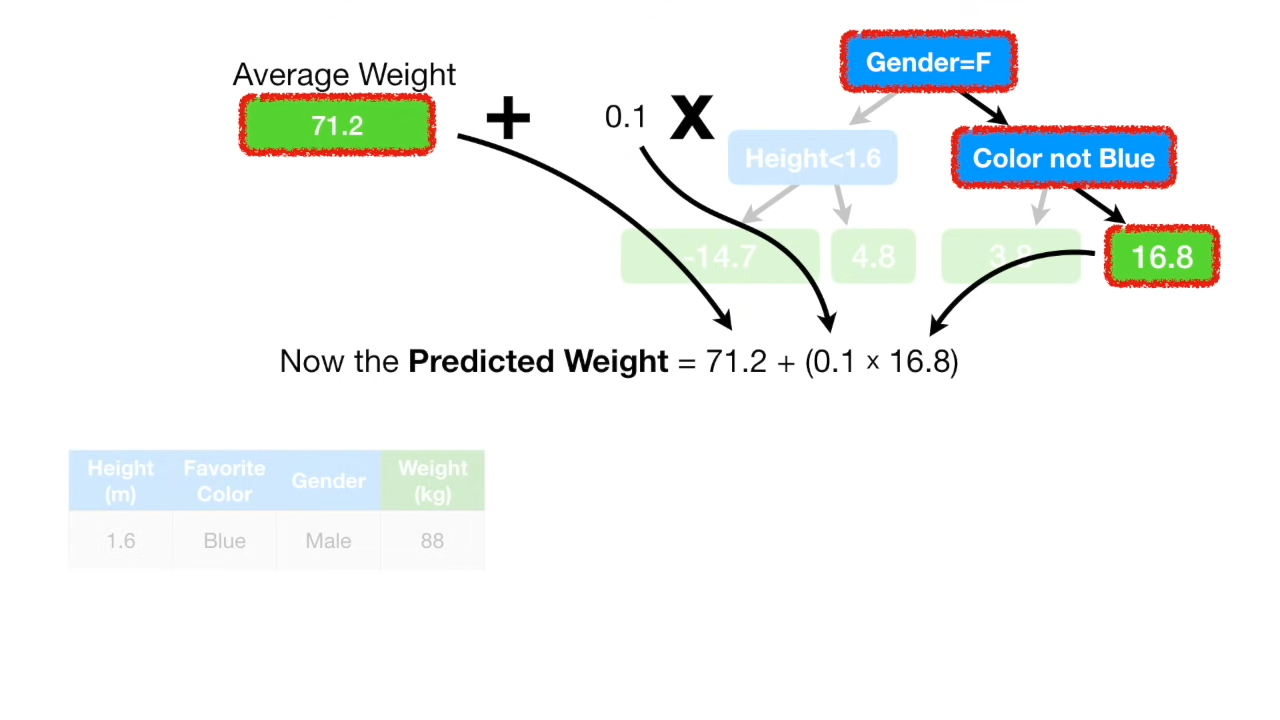 Average Weight
71.2
+
0.1
X
Gender=F
Height<1.6
Color not Blue
-14.7
4.8
3.8
16.8
Now the Predicted Weight = 71.2 + (0.1 x 16.8)
Height (m)
Favorite Color
Gender
Weight (kg)
1.6
Blue
Male
88